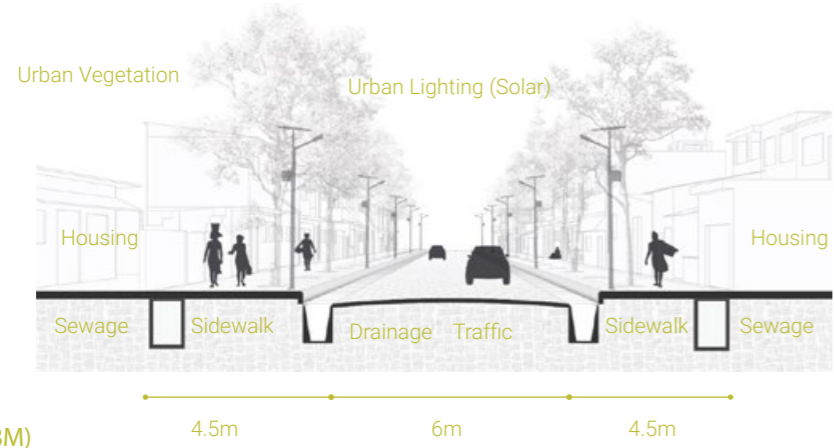 Urban Vegetation
Urban Lighting (Solar)
Housing
Housing
Sewage
Sidewalk
Drainage
Traffic
Sidewalk
Sewage
4.5m
6m
4.5m
M)